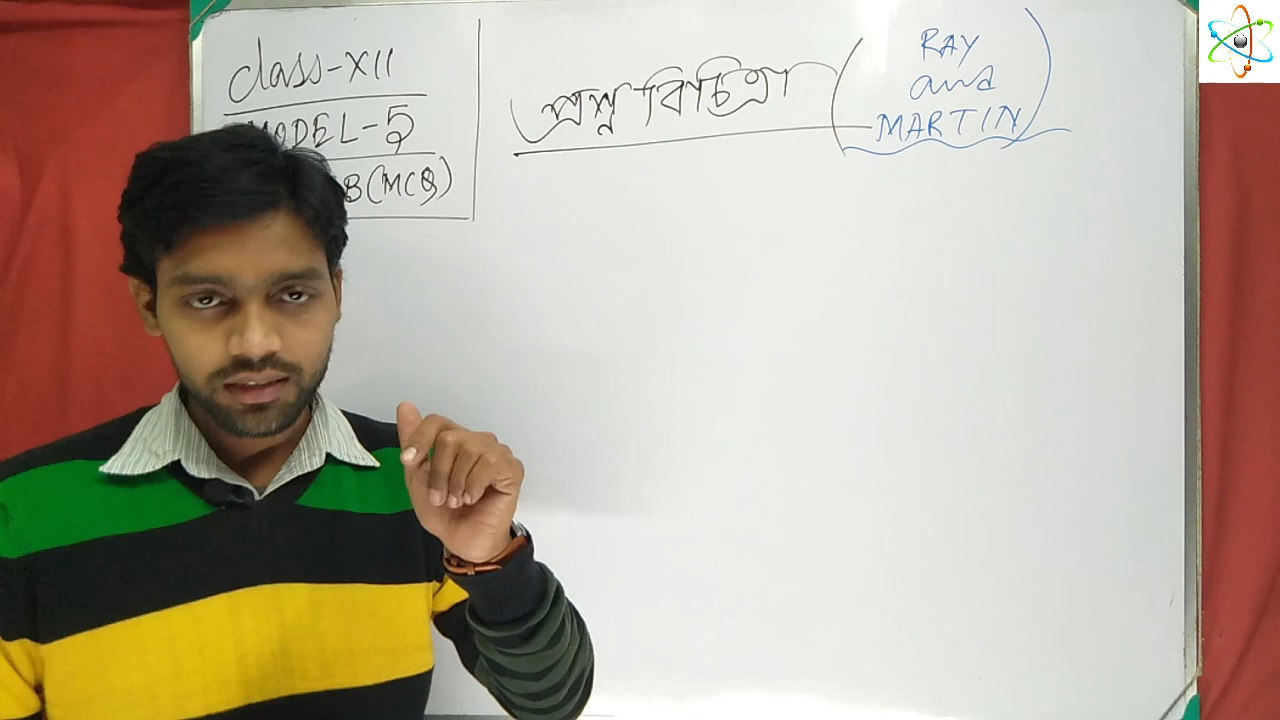 Class-XII
MODEL-5
B(MCQ)
প্রশ্ন বিচিত্রা
(RAY
and
MARTIN)